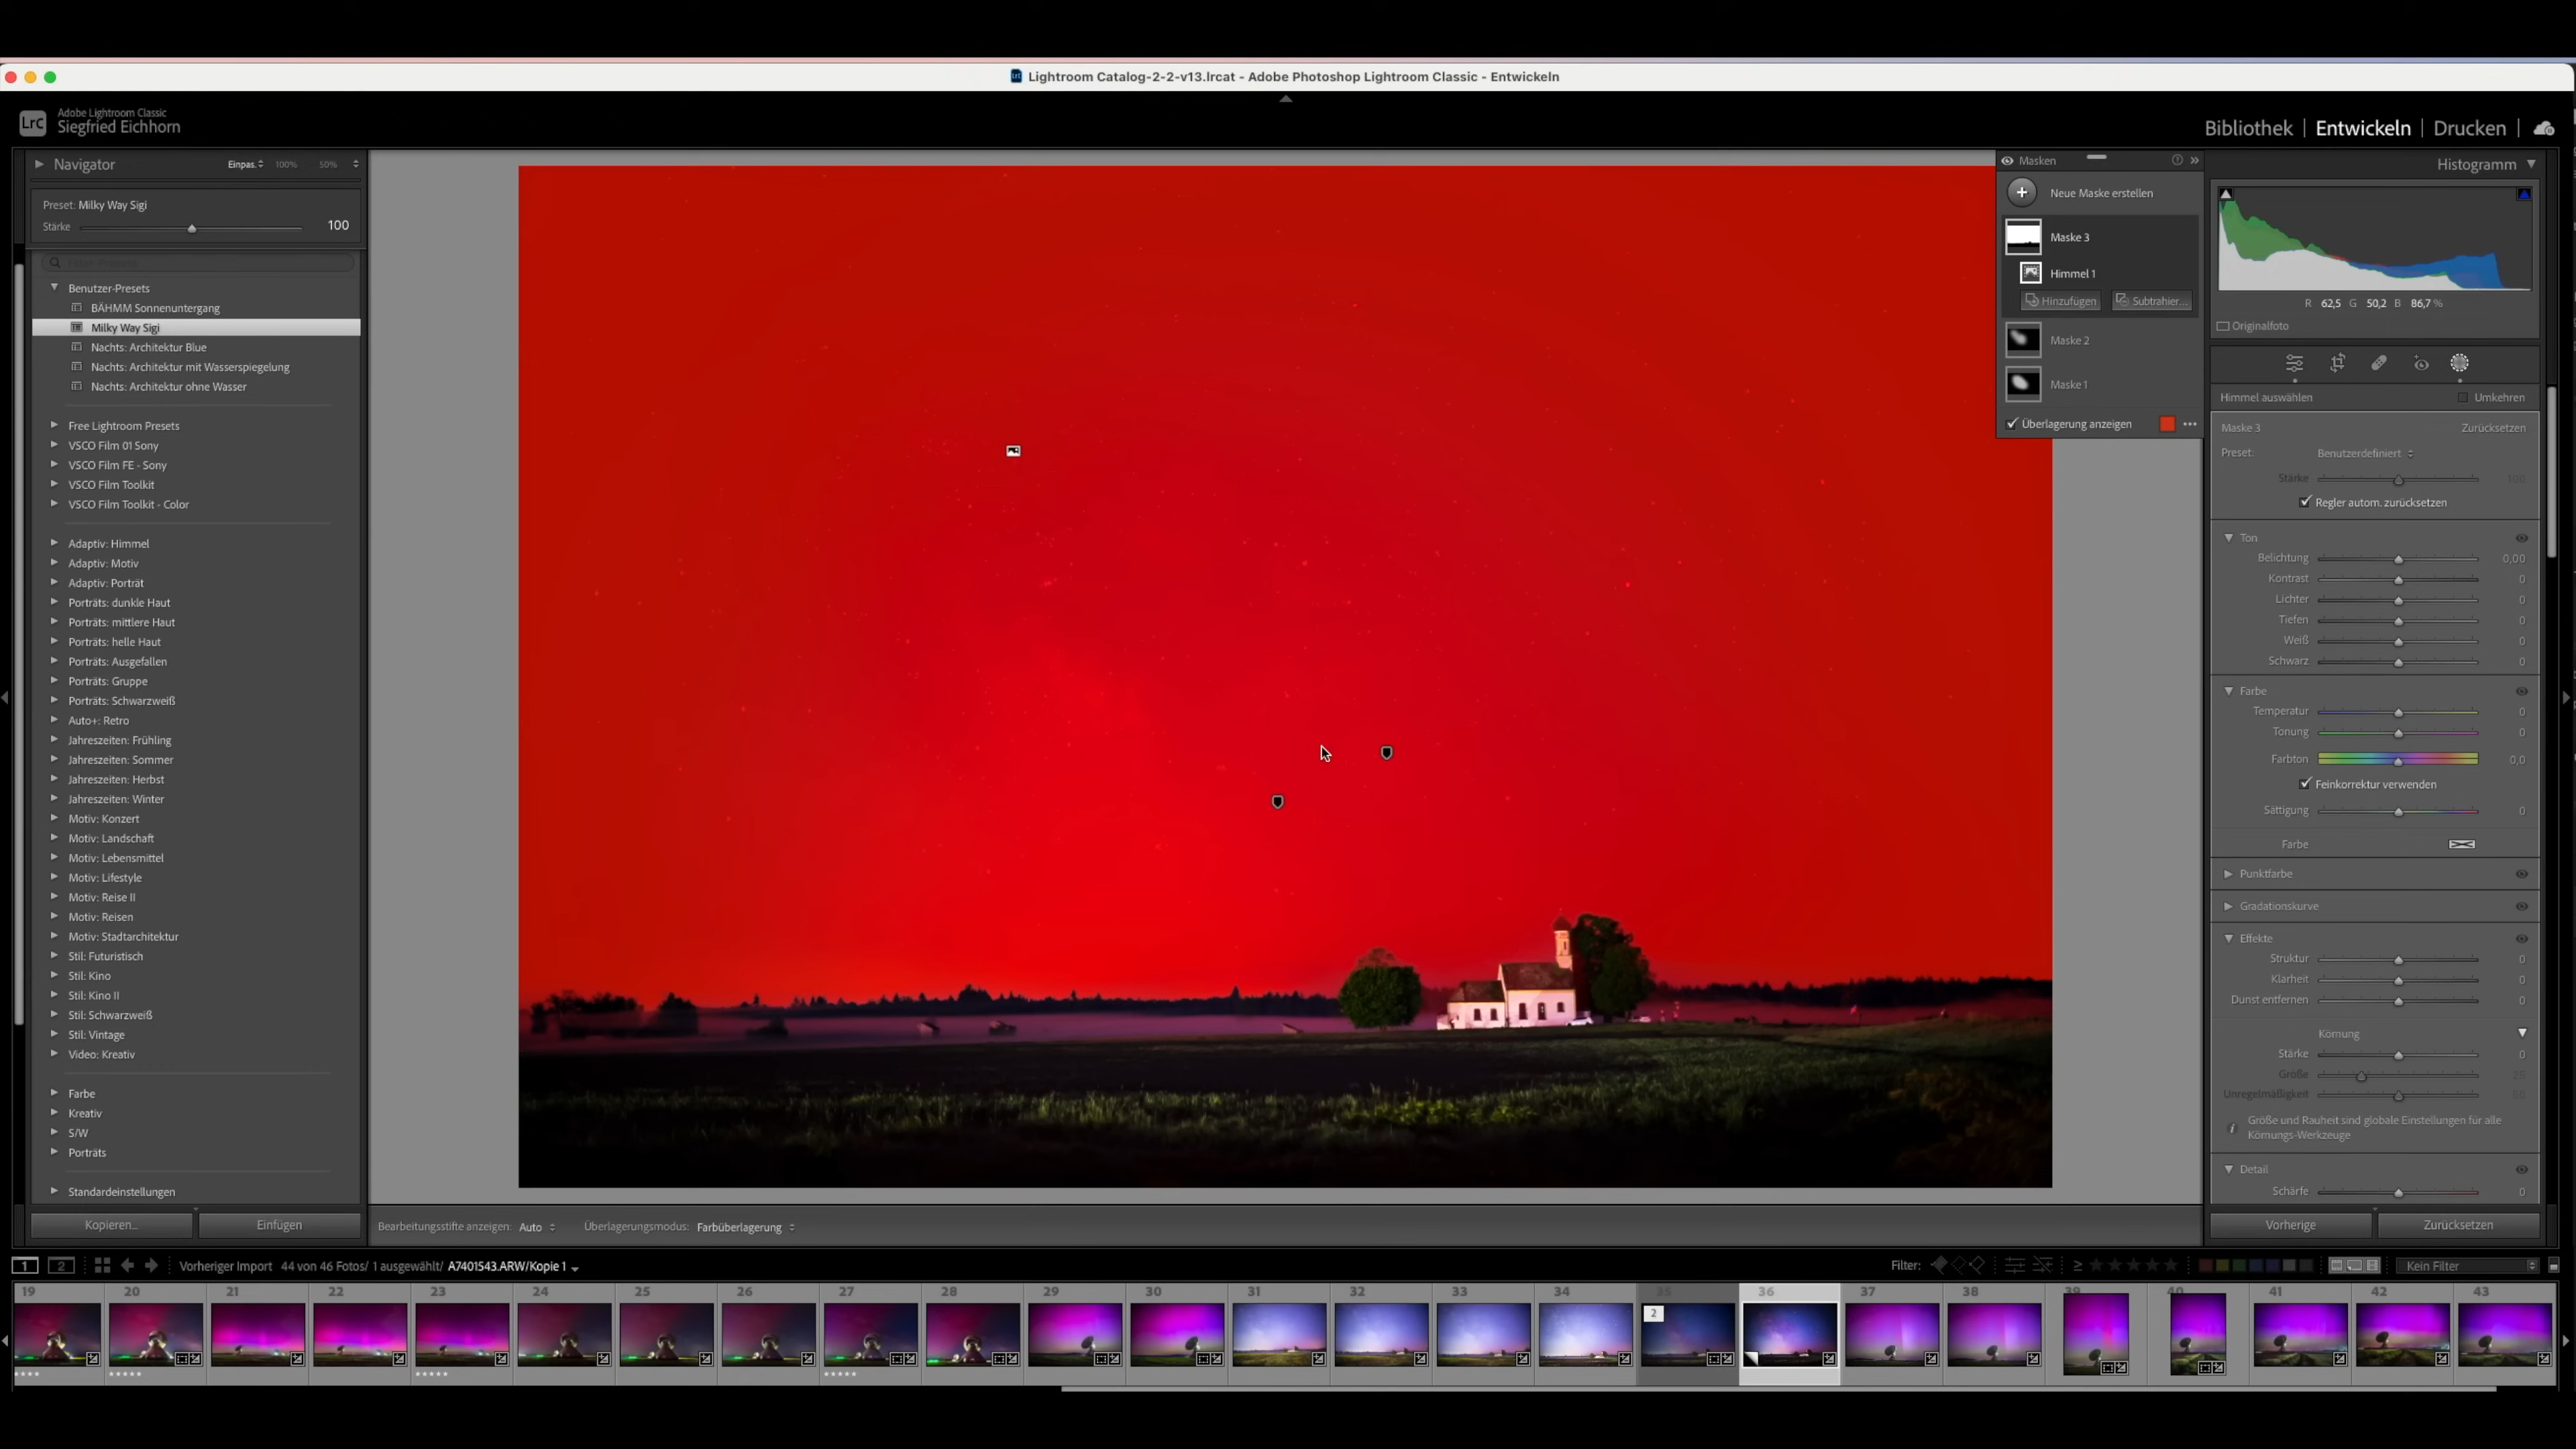 Lightroom Catalog-2-2-v13.lrcat - Adobe Photoshop Lightroom Classic - Entwickeln
LrC
Adobe Lightroom Classic
Siegfried Eichhorn
Bibliothek | Entwickeln | Drucken |
Navigator
Einpas. 100% 50%
Preset: Milky Way Sigi
Stärke 100
Benutzer-Presets
BÄHMM Sonnenuntergang
Milky Way Sigi
Nachts: Architektur Blue
Nachts: Architektur mit Wasserspiegelung
Nachts: Architektur ohne Wasser
Free Lightroom Presets
VSCO Film 01 Sony
VSCO Film FE - Sony
VSCO Film Toolkit
VSCO Film Toolkit - Color
Adaptiv: Himmel
Adaptiv: Motiv
Adaptiv: Porträt
Porträts: dunkle Haut
Porträts: mittlere Haut
Porträts: helle Haut
Porträts: Ausgefallen
Porträts: Gruppe
Porträts: Schwarzweiß
Auto+: Retro
Jahreszeiten: Frühling
Jahreszeiten: Sommer
Jahreszeiten: Herbst
Jahreszeiten: Winter
Motiv: Konzert
Motiv: Landschaft
Motiv: Lebensmittel
Motiv: Lifestyle
Motiv: Reise II
Motiv: Reisen
Motiv: Stadtarchitektur
Stil: Futuristisch
Stil: Kino
Stil: Kino II
Stil: Schwarzweiß
Stil: Vintage
Video: Kreativ
Farbe
Kreativ
S/W
Porträts
Standardeinstellungen
Kopieren... Einfügen
Masken
Neue Maske erstellen
Maske 3
Himmel 1
Hinzufügen Subtrahier...
Maske 2
Maske 1
Überlagerung anzeigen
Histogramm
R 62,5 G 50,2 B 86,7 %
Originalfoto
Himmel auswählen Umkehren
Maske 3 Zurücksetzen
Preset: Benutzerdefiniert
Stärke 100
Regler autom. zurücksetzen
Ton
Belichtung 0,00
Kontrast 0
Lichter 0
Tiefen 0
Weiß 0
Schwarz 0
Farbe
Temperatur 0
Tonung 0
Farbton 0,0
Feinkorrektur verwenden
Sättigung 0
Farbe
Punktfarbe
Gradationskurve
Effekte
Struktur 0
Klarheit 0
Dunst entfernen 0
Körnung
Stärke 0
Größe 25
Unregelmäßigkeit 50
Größe und Rauheit sind globale Einstellungen für alle
Körnungs-Werkzeuge
Detail
Schärfe 0
Vorherige Zurücksetzen
Bearbeitungsstifte anzeigen: Auto Überlagerungsmodus: Farbüberlagerung
1 2 Vorheriger Import 44 von 46 Fotos/ 1 ausgewählt/ A7401543.ARW/Kopie 1
Filter: Kein Filter
19 20 21 22 23 24 25 26 27 28 29 30 31 32 33 34 35 36 37 38 39 40 41 42 43
2